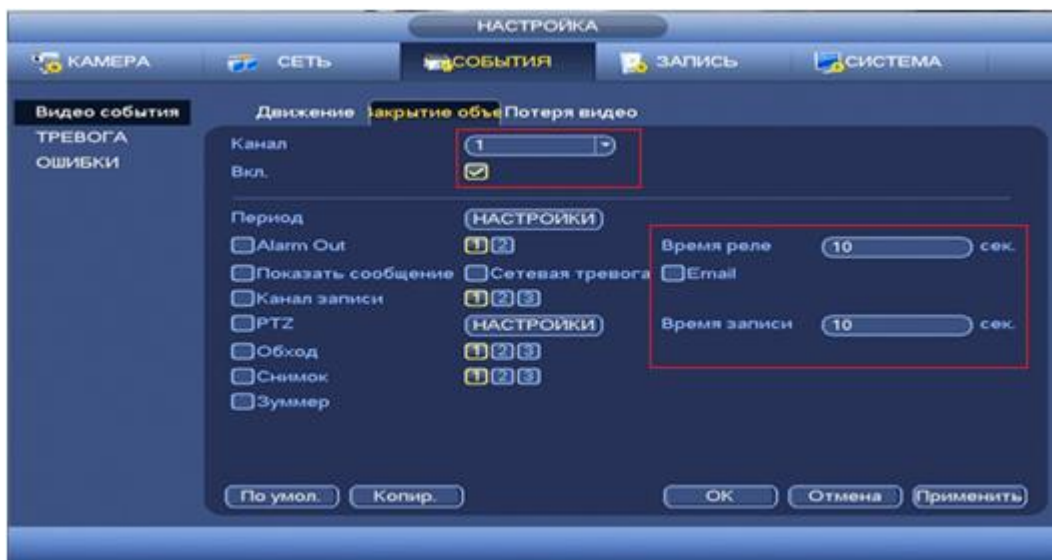 НАСТРОЙКА
КАМЕРА СЕТЬ СОБЫТИЯ ЗАПИСЬ СИСТЕМА
Видео события
ТРЕВОГА
ОШИБКИ
Движение Закрытие объе Потеря видео
Канал 1
Вкл.
Период НАСТРОЙКИ
Alarm Out 1 2 Время реле 10 сек.
Показать сообщение Сетевая тревога Email
Канал записи 1 2 3
PTZ НАСТРОЙКИ Время записи 10 сек.
Обход 1 2 3
Снимок 1 2 3
Зуммер
По умол. Копир. OK Отмена Применить